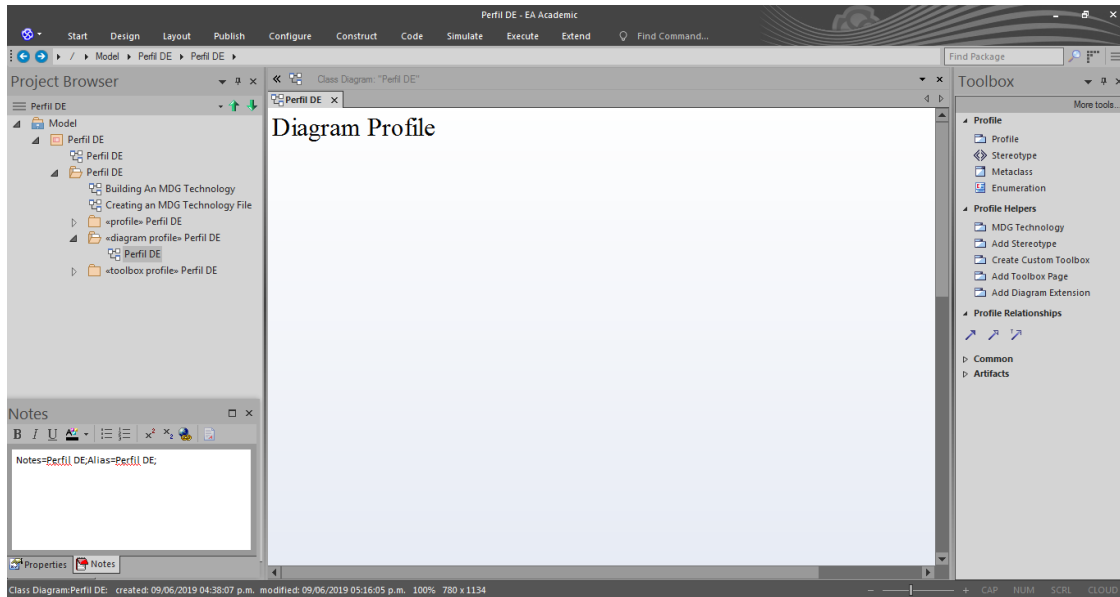 Perfil DE - EA Academic
Start Design Layout Publish Configure Construct Code Simulate Execute Extend Find Command...
/ Model Perfil DE Perfil DE
Find Package
Project Browser
Perfil DE
Model
Perfil DE
Perfil DE
Perfil DE
Building An MDG Technology
Creating an MDG Technology File
«profile» Perfil DE
«diagram profile» Perfil DE
Perfil DE
«toolbox profile» Perfil DE
Notes
B I U x² x₂
Notes=Perfil DE;Alias=Perfil DE;
Properties Notes
Class Diagram: "Perfil DE"
Perfil DE
Diagram Profile
Toolbox
More tools...
Profile
Profile
Stereotype
Metaclass
Enumeration
Profile Helpers
MDG Technology
Add Stereotype
Create Custom Toolbox
Add Toolbox Page
Add Diagram Extension
Profile Relationships
Common
Artifacts
Class Diagram:Perfil DE: created: 09/06/2019 04:38:07 p.m. modified: 09/06/2019 05:16:05 p.m. 100% 780 x 1134
CAP NUM SCRL CLOUD